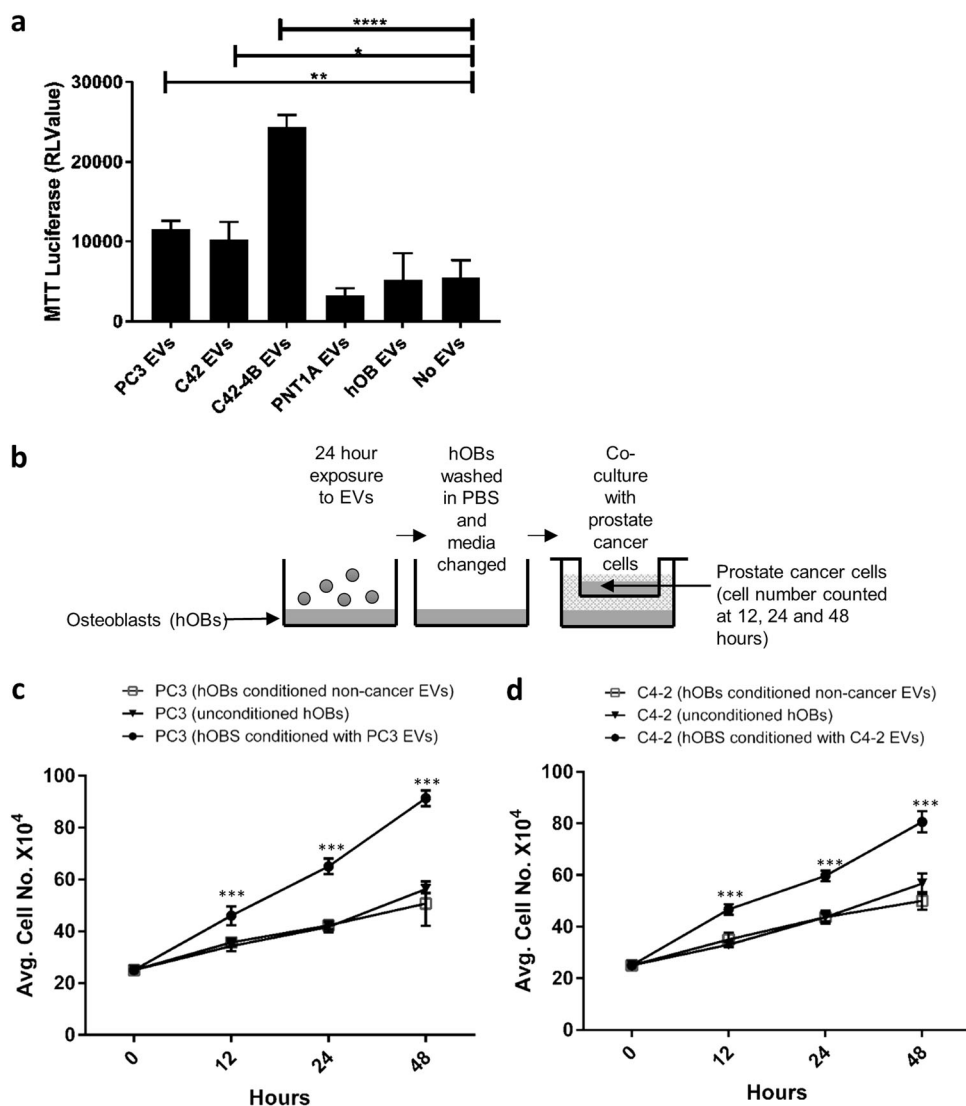 a
****
*
**
MTT Luciferase (RLValue)
30000
20000
10000
0
PC3 EVs
C42 EVs
C42-4B EVs
PNT1A EVs
hOB EVs
No EVs
b
24 hour
exposure
to EVs
hOBs
washed
in PBS
and
media
changed
Co-
culture
with
prostate
cancer
cells
Osteoblasts (hOBs)
Prostate cancer cells
(cell number counted
at 12, 24 and 48
hours)
c
PC3 (hOBs conditioned non-cancer EVs)
PC3 (unconditioned hOBs)
PC3 (hOBS conditioned with PC3 EVs)
Avg. Cell No. X10⁴
100
80
60
40
20
0
***
***
***
0
12
24
48
Hours
d
C4-2 (hOBs conditioned non-cancer EVs)
C4-2 (unconditioned hOBs)
C4-2 (hOBS conditioned with C4-2 EVs)
Avg. Cell No. X10⁴
100
80
60
40
20
0
***
***
***
0
12
24
48
Hours